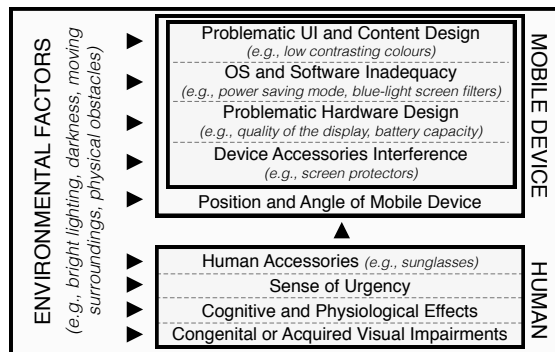 ENVIRONMENTAL FACTORS
(e.g., bright lighting, darkness, moving
surroundings, physical obstacles)
Problematic UI and Content Design
(e.g., low contrasting colours)
OS and Software Inadequacy
(e.g., power saving mode, blue-light screen filters)
Problematic Hardware Design
(e.g., quality of the display, battery capacity)
Device Accessories Interference
(e.g., screen protectors)
Position and Angle of Mobile Device
MOBILE DEVICE
Human Accessories (e.g., sunglasses)
Sense of Urgency
Cognitive and Physiological Effects
Congenital or Acquired Visual Impairments
HUMAN